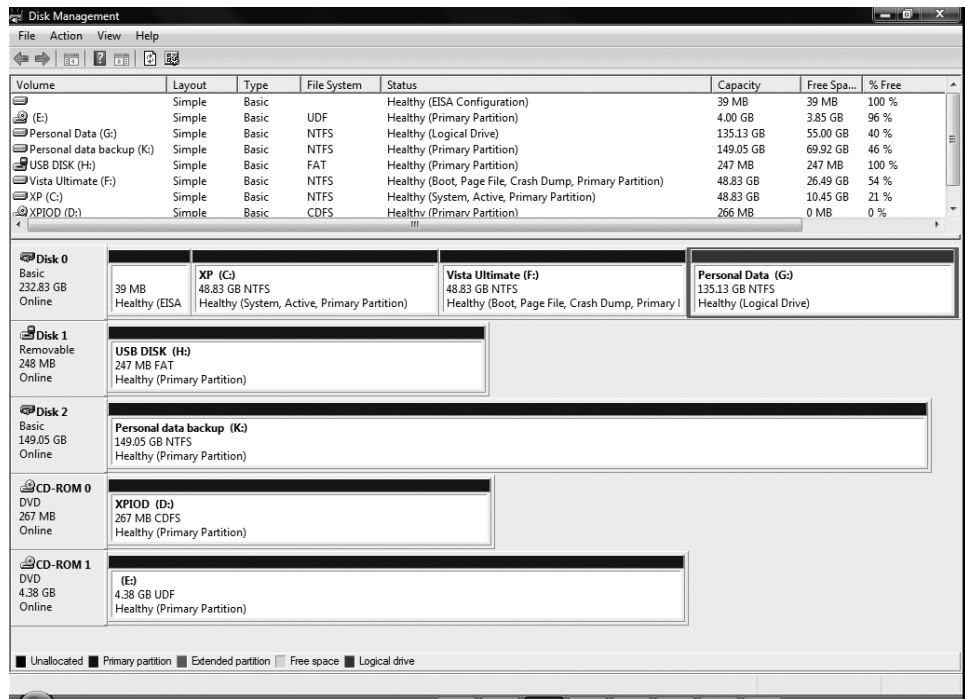 Disk Management
File Action View Help
Volume Layout Type File System Status Capacity Free Spa... % Free
Simple Basic Healthy (EISA Configuration) 39 MB 39 MB 100 %
(E:) Simple Basic UDF Healthy (Primary Partition) 4.00 GB 3.85 GB 96 %
Personal Data (G:) Simple Basic NTFS Healthy (Logical Drive) 135.13 GB 55.00 GB 40 %
Personal data backup (K:) Simple Basic NTFS Healthy (Primary Partition) 149.05 GB 69.92 GB 46 %
USB DISK (H:) Simple Basic FAT Healthy (Primary Partition) 247 MB 247 MB 100 %
Vista Ultimate (F:) Simple Basic NTFS Healthy (Boot, Page File, Crash Dump, Primary Partition) 48.83 GB 26.49 GB 54 %
XP (C:) Simple Basic NTFS Healthy (System, Active, Primary Partition) 48.83 GB 10.45 GB 21 %
XPIOD (D:) Simple Basic CDFS Healthy (Primary Partition) 266 MB 0 MB 0 %
Disk 0
Basic
232.83 GB
Online
39 MB
Healthy (EISA
XP (C:)
48.83 GB NTFS
Healthy (System, Active, Primary Partition)
Vista Ultimate (F:)
48.83 GB NTFS
Healthy (Boot, Page File, Crash Dump, Primary I
Personal Data (G:)
135.13 GB NTFS
Healthy (Logical Drive)
Disk 1
Removable
248 MB
Online
USB DISK (H:)
247 MB FAT
Healthy (Primary Partition)
Disk 2
Basic
149.05 GB
Online
Personal data backup (K:)
149.05 GB NTFS
Healthy (Primary Partition)
CD-ROM 0
DVD
267 MB
Online
XPIOD (D:)
267 MB CDFS
Healthy (Primary Partition)
CD-ROM 1
DVD
4.38 GB
Online
(E:)
4.38 GB UDF
Healthy (Primary Partition)
Unallocated Primary partition Extended partition Free space Logical drive